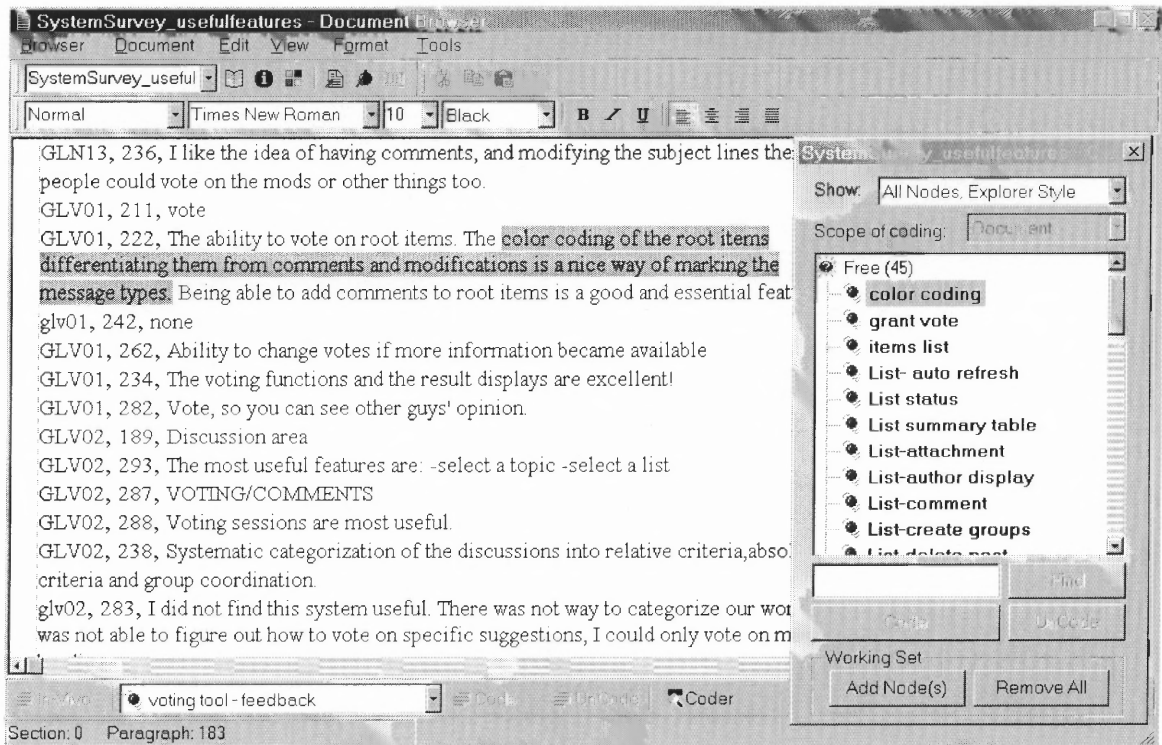 SystemSurvey_usefulfeatures - Document Browser
Browser Document Edit View Format Tools
SystemSurvey_useful
Normal Times New Roman 10 Black B I U
GLN13, 236, I like the idea of having comments, and modifying the subject lines the
people could vote on the mods or other things too.
GLV01, 211, vote
GLV01, 222, The ability to vote on root items. The color coding of the root items
differentiating them from comments and modifications is a nice way of marking the
message types. Being able to add comments to root items is a good and essential feat
glv01, 242, none
GLV01, 262, Ability to change votes if more information became available
GLV01, 234, The voting functions and the result displays are excellent!
GLV01, 282, Vote, so you can see other guys' opinion.
GLV02, 189, Discussion area
GLV02, 293, The most useful features are: -select a topic -select a list
GLV02, 287, VOTING/COMMENTS
GLV02, 288, Voting sessions are most useful.
GLV02, 238, Systematic categorization of the discussions into relative criteria,abso
criteria and group coordination.
glv02, 283, I did not find this system useful. There was not way to categorize our wor
was not able to figure out how to vote on specific suggestions, I could only vote on m
SystemSurvey_usefulfeatures
Show: All Nodes, Explorer Style
Scope of coding: Document
Free (45)
color coding
grant vote
items list
List- auto refresh
List status
List summary table
List-attachment
List-author display
List-comment
List-create groups
List-delete post
Find
Code UnCode
Working Set
Add Node(s) Remove All
In-Vivo voting tool - feedback Code UnCode Coder
Section: 0 Paragraph: 183